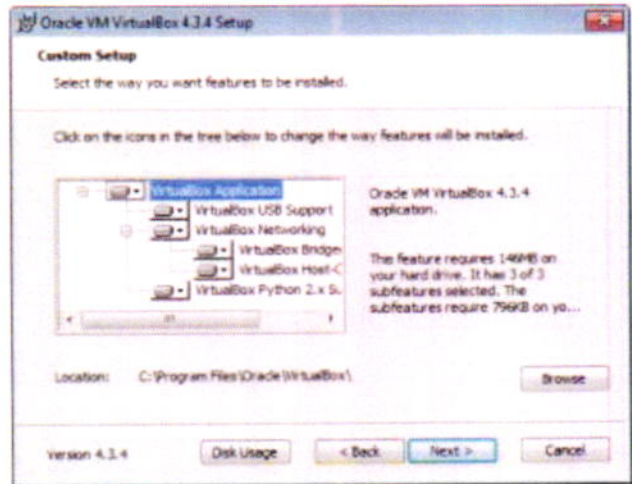 Oracle VM VirtualBox 4.3.4 Setup
Custom Setup
Select the way you want features to be installed.
Click on the icons in the tree below to change the way features will be installed.
VirtualBox Application
VirtualBox USB Support
VirtualBox Networking
VirtualBox Bridge
VirtualBox Host-
VirtualBox Python 2.x
Oracle VM VirtualBox 4.3.4
application.
This feature requires 146MB on
your hard drive. It has 3 of 3
subfeatures selected. The
subfeatures require 796KB on yo...
Location: C:\Program Files\Oracle\VirtualBox\
Browse
Version 4.3.4
Disk Usage
< Back
Next >
Cancel